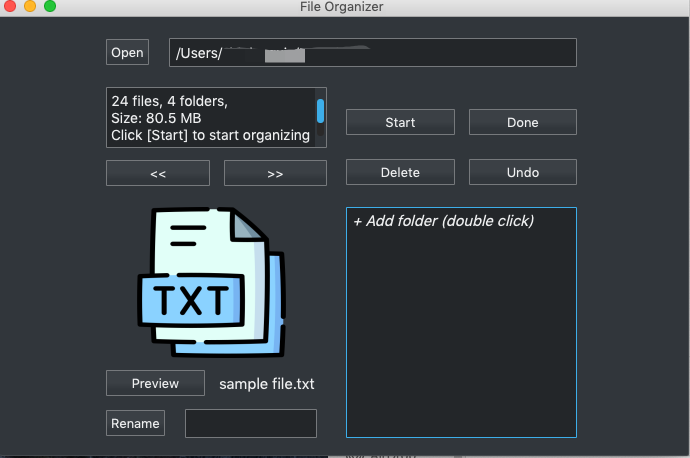 File Organizer
Open
/Users/
24 files, 4 folders,
Size: 80.5 MB
Click [Start] to start organizing
Start
Done
<<
>>
Delete
Undo
TXT
+ Add folder (double click)
Preview
sample file.txt
Rename